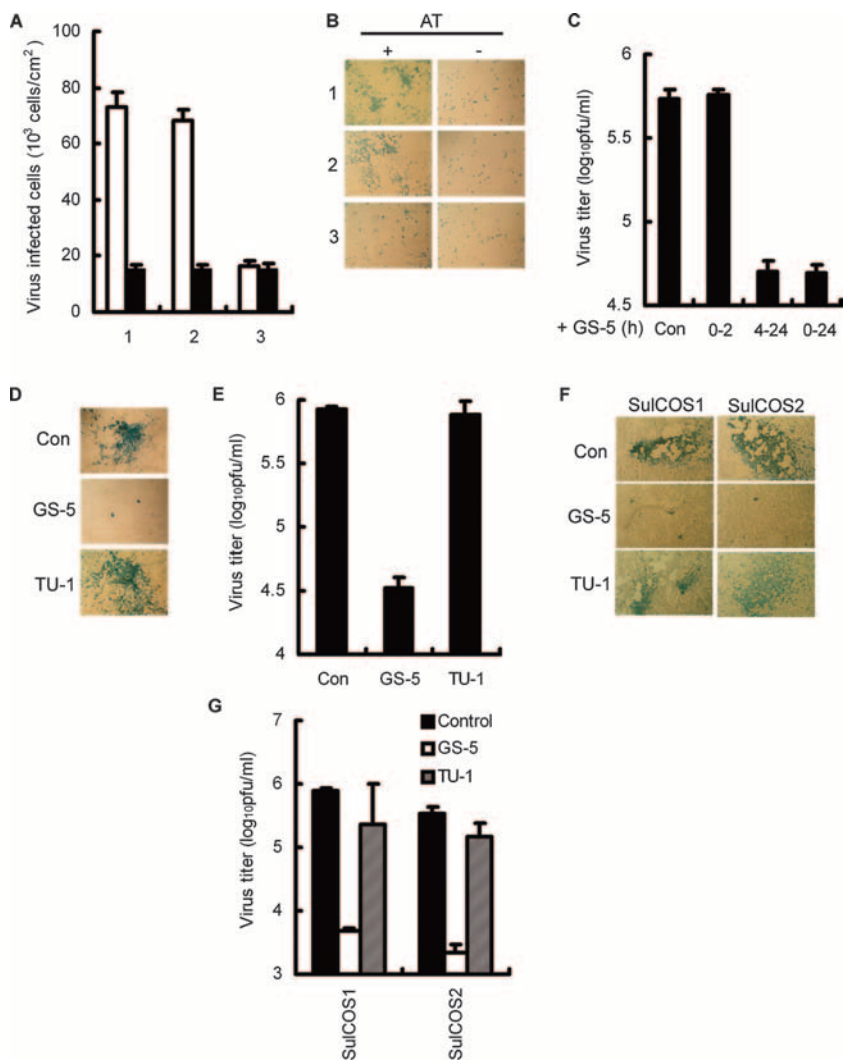 A
Virus infected cells (10³ cells/cm²)
100
80
60
40
20
0
1
2
3
B
AT
+
-
1
2
3
C
Virus titer (log₁₀pfu/ml)
6
5.5
5
4.5
+ GS-5 (h)
Con
0-2
4-24
0-24
D
Con
GS-5
TU-1
E
Virus titer (log₁₀pfu/ml)
6
5.5
5
4.5
4
Con
GS-5
TU-1
F
SulCOS1
SulCOS2
Con
GS-5
TU-1
G
Virus titer (log₁₀pfu/ml)
7
6
5
4
3
Control
GS-5
TU-1
SulCOS1
SulCOS2